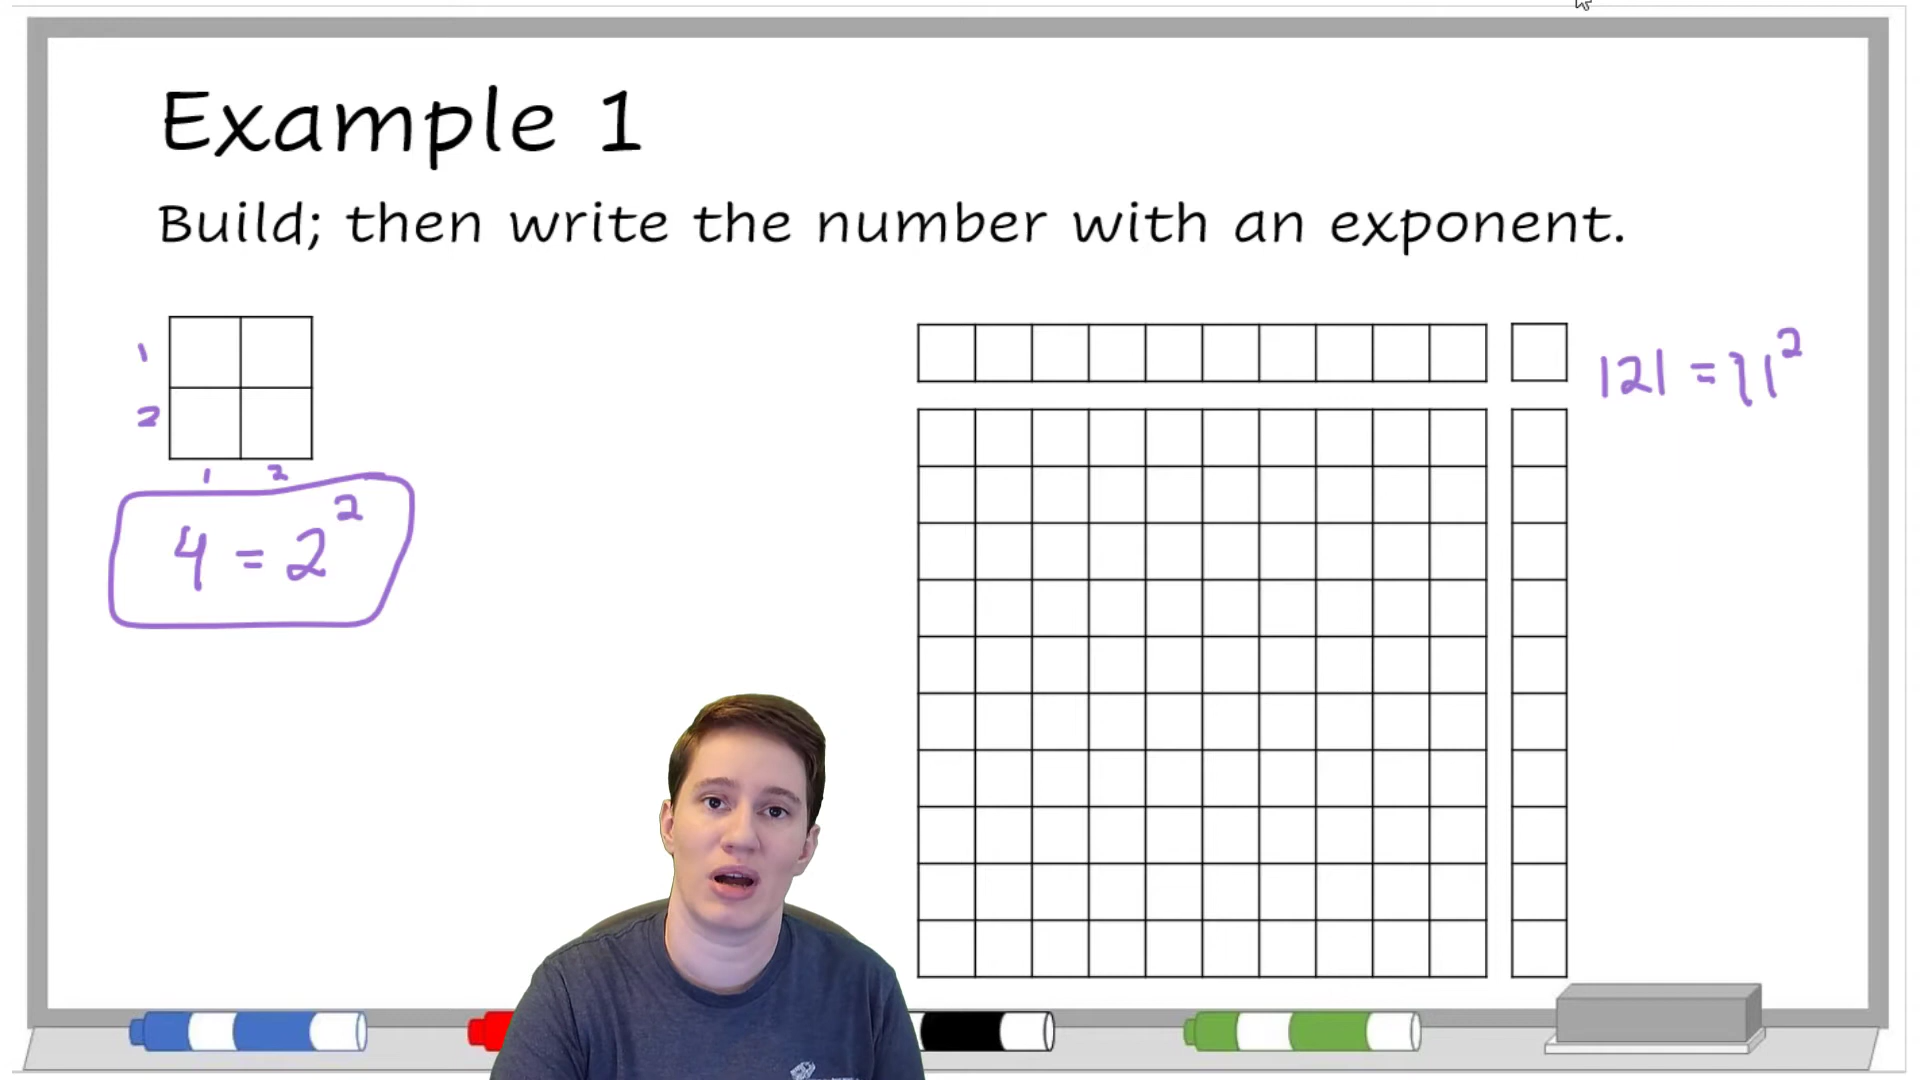 Example 1
Build; then write the number with an exponent.
1
2
1 2
4 = 2²
121 = 11²